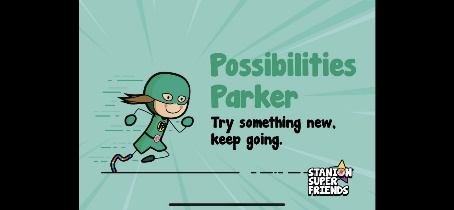 Possibilities
Parker
Try something new,
keep going.
STANION
SUPER
FRIENDS